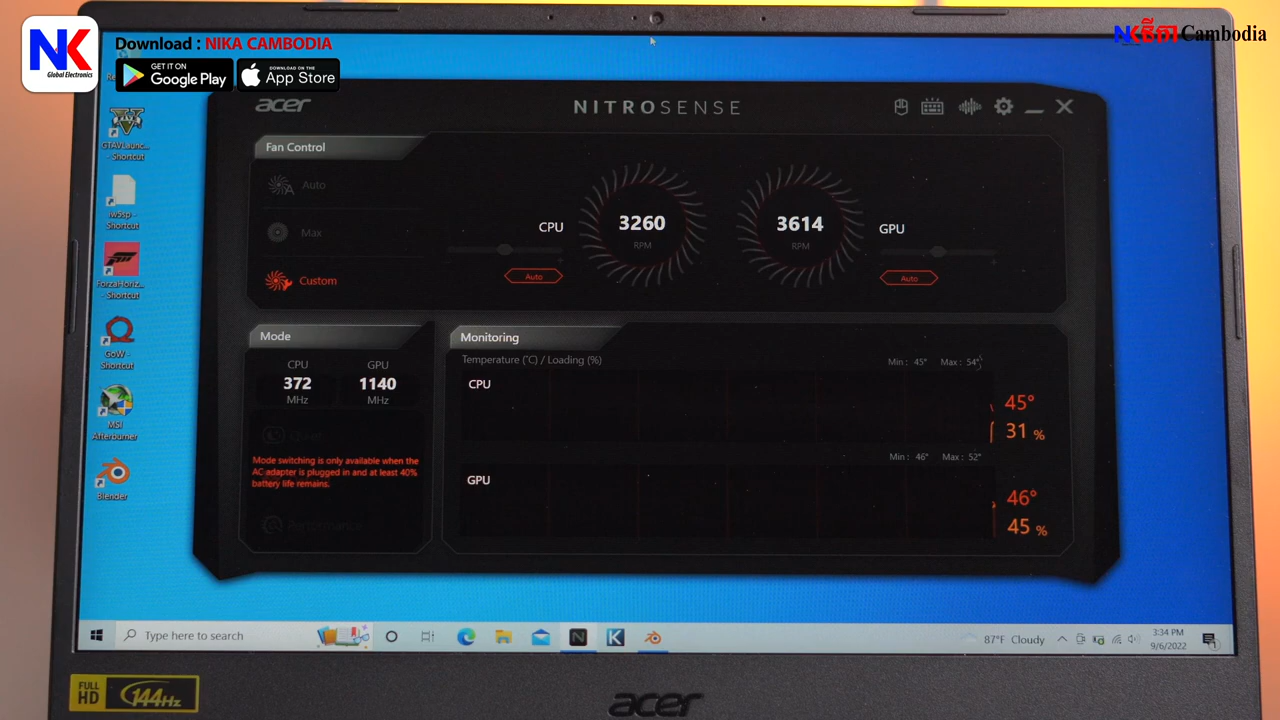 NK
Global Electronics
Download : NIKA CAMBODIA
GET IT ON
Google Play
Download on the
App Store
NK នីកា Cambodia
acer
NITROSENSE
Fan Control
Auto
Max
Custom
CPU
Auto
3260
RPM
3614
RPM
GPU
Auto
Mode
CPU
372
MHz
GPU
1140
MHz
Mode switching is only available when the
AC adapter is plugged in and at least 40%
battery life remains.
Performance
Monitoring
Temperature (°C) / Loading (%)
Min : 45° Max : 54°
CPU
45°
31 %
Min : 46° Max : 52°
GPU
46°
45 %
GTAVLaunc...
- Shortcut
iw5sp -
Shortcut
ForzaHoriz...
- Shortcut
GoW -
Shortcut
MSI
Afterburner
Blender
Type here to search
N
K
87°F Cloudy
3:34 PM
9/6/2022
FULL
HD
144Hz
acer